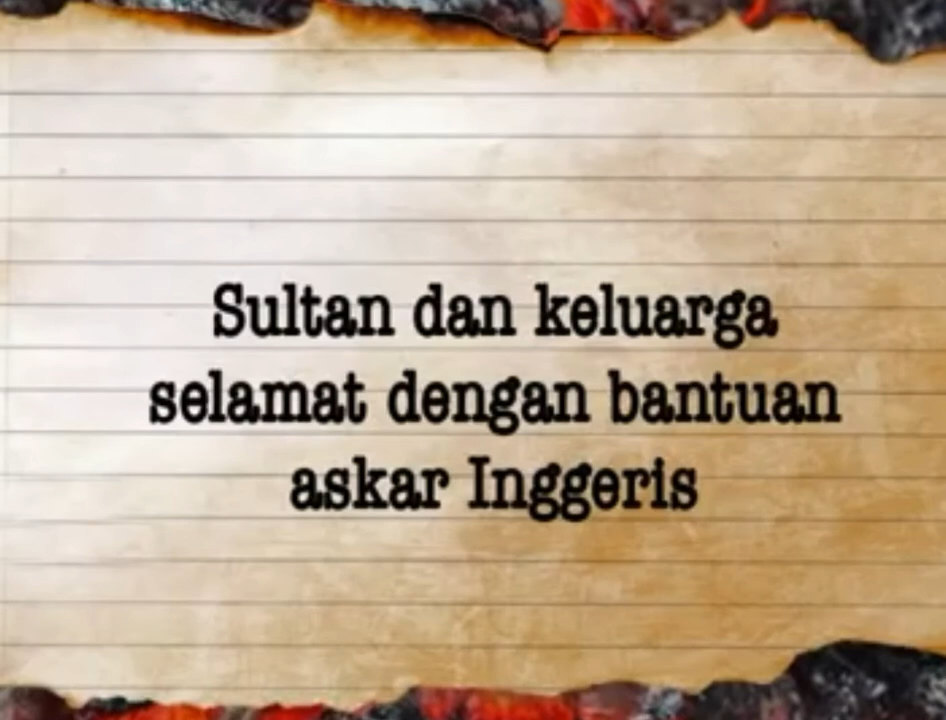 Sultan dan keluarga
selamat dengan bantuan
askar Inggeris